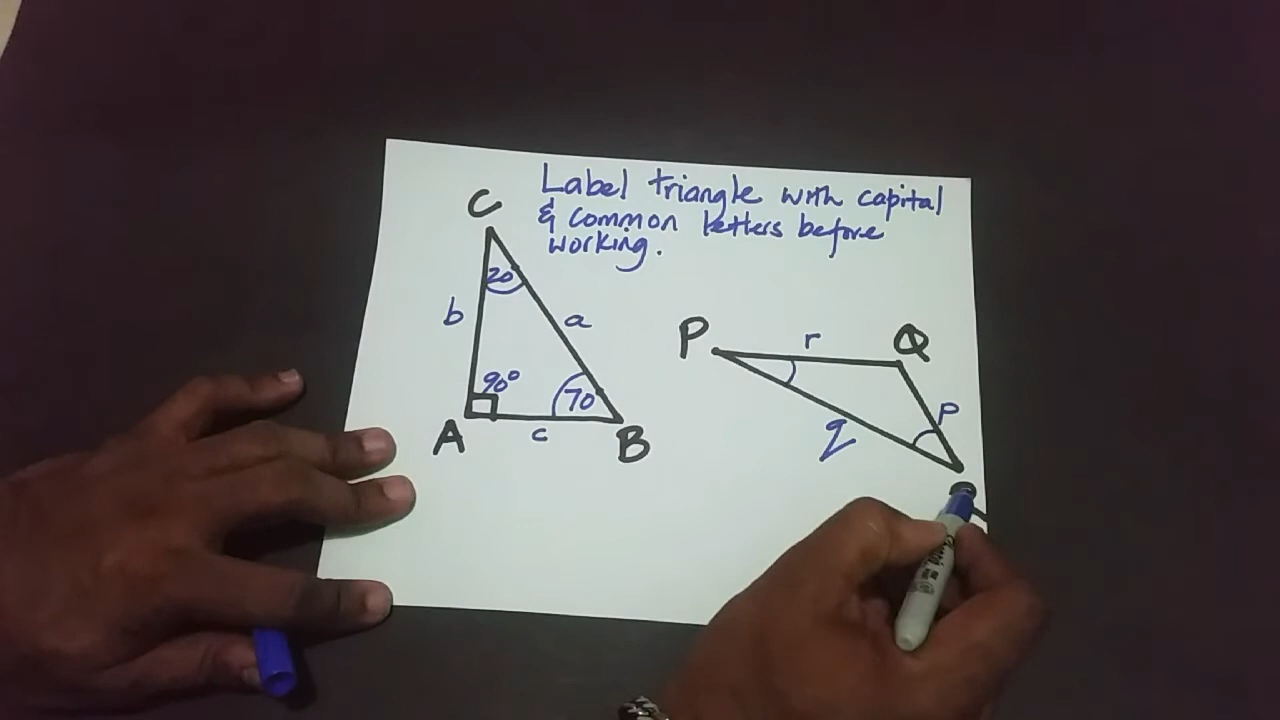 Label triangle with capital
& common letters before
working.
C
20
b
a
90°
70
A
c
B
P
r
Q
p
q